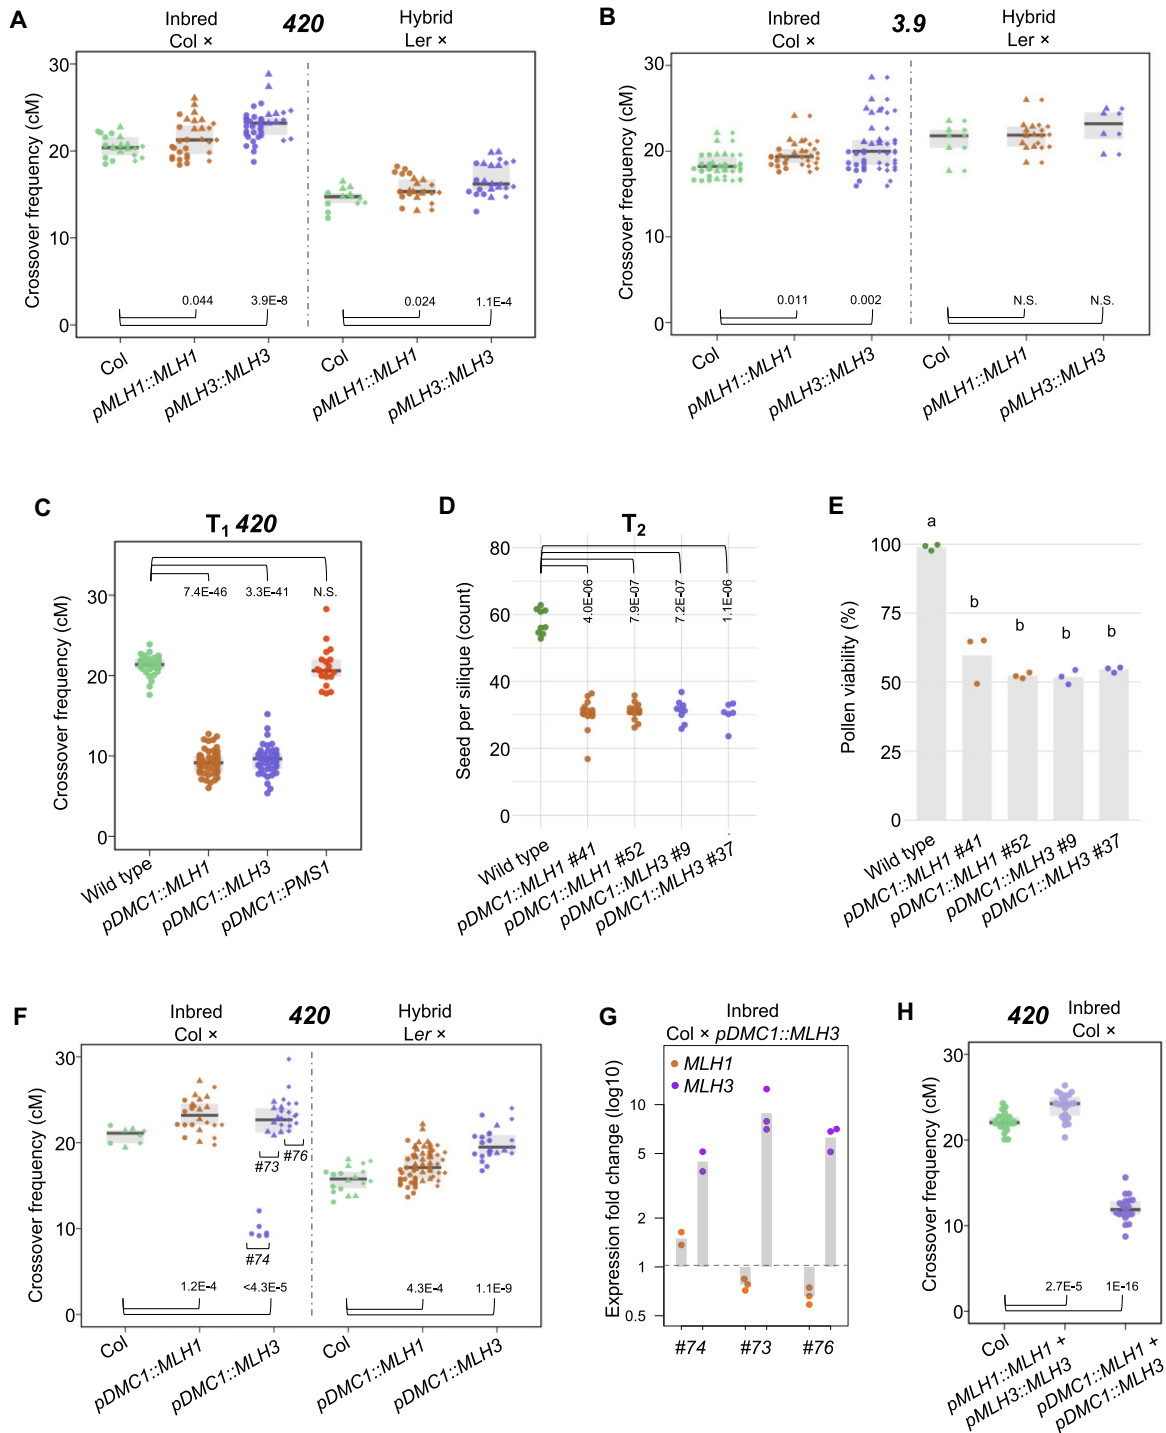 A
Inbred
Col ×
420
Hybrid
Ler ×
Crossover frequency (cM)
30
20
10
0
0.044
3.9E-8
0.024
1.1E-4
Col
pMLH1::MLH1
pMLH3::MLH3
Col
pMLH1::MLH1
pMLH3::MLH3
B
Inbred
Col ×
3.9
Hybrid
Ler ×
Crossover frequency (cM)
30
20
10
0
0.011
0.002
N.S.
N.S.
Col
pMLH1::MLH1
pMLH3::MLH3
Col
pMLH1::MLH1
pMLH3::MLH3
C
T1 420
Crossover frequency (cM)
30
20
10
0
7.4E-46
3.3E-41
N.S.
Wild type
pDMC1::MLH1
pDMC1::MLH3
pDMC1::PMS1
D
T2
Seed per silique (count)
80
60
40
20
0
4.0E-06
7.9E-07
7.2E-07
1.1E-06
Wild type
pDMC1::MLH1 #41
pDMC1::MLH1 #52
pDMC1::MLH3 #9
pDMC1::MLH3 #37
E
Pollen viability (%)
100
75
50
25
0
a
b
b
b
b
Wild type
pDMC1::MLH1 #41
pDMC1::MLH1 #52
pDMC1::MLH3 #9
pDMC1::MLH3 #37
F
Inbred
Col ×
420
Hybrid
Ler ×
Crossover frequency (cM)
30
20
10
0
#73
#76
#74
1.2E-4
<4.3E-5
4.3E-4
1.1E-9
Col
pDMC1::MLH1
pDMC1::MLH3
Col
pDMC1::MLH1
pDMC1::MLH3
G
Inbred
Col × pDMC1::MLH3
Expression fold change (log10)
MLH1
MLH3
10
5
2
1
0.5
#74
#73
#76
H
420
Inbred
Col ×
Crossover frequency (cM)
30
20
10
0
2.7E-5
1E-16
Col
pMLH1::MLH1 +
pMLH3::MLH3
pDMC1::MLH1 +
pDMC1::MLH3